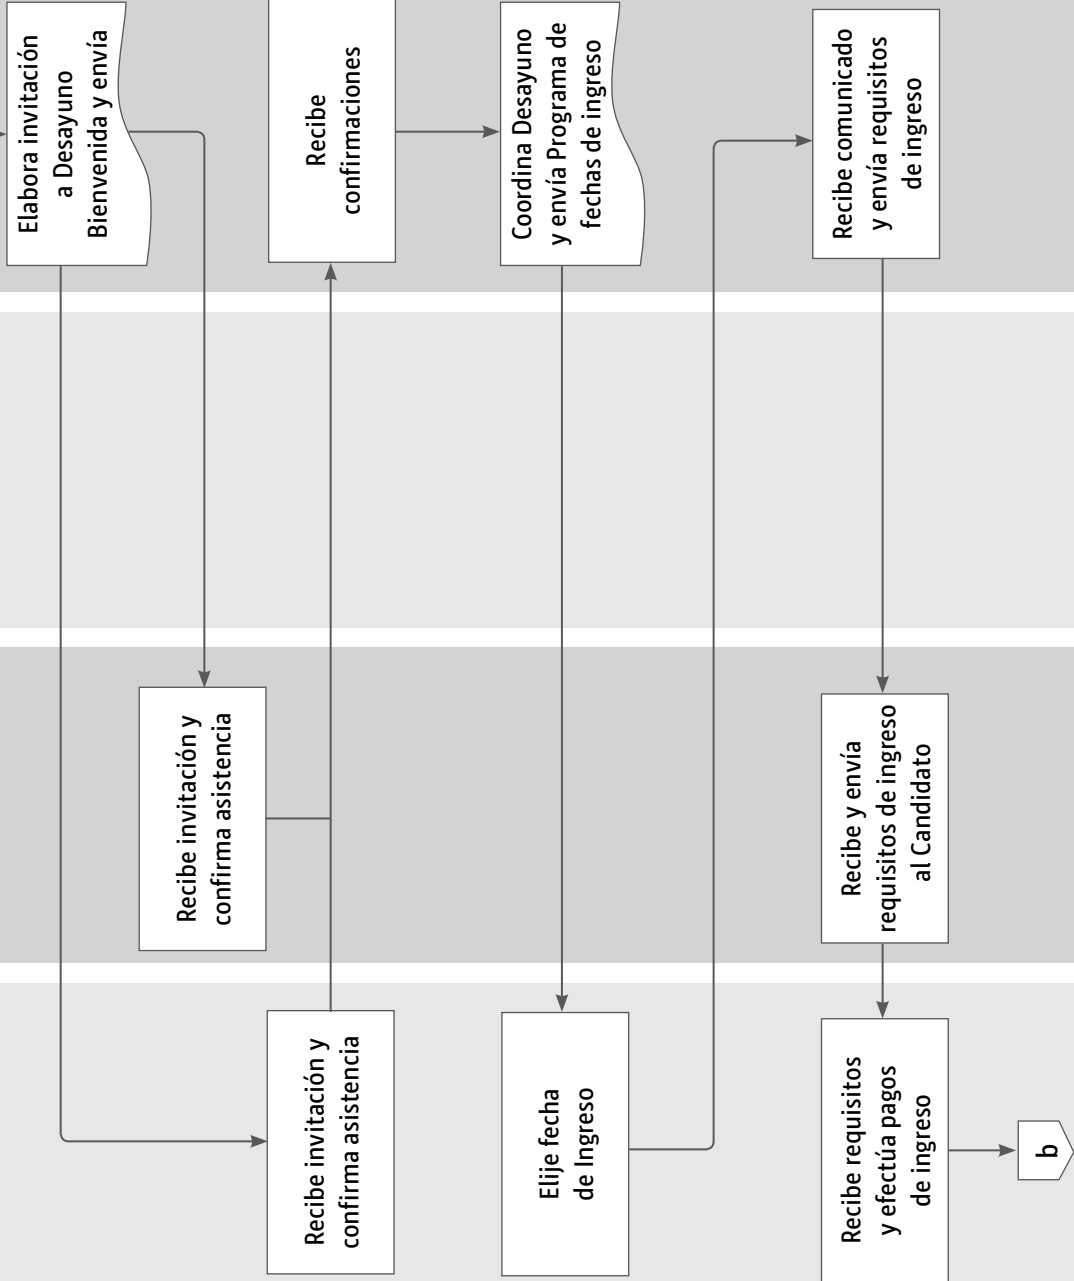 Elabora invitación
a Desayuno
Bienvenida y envía
Recibe invitación y
confirma asistencia
Recibe invitación y
confirma asistencia
Recibe
confirmaciones
Coordina Desayuno
y envía Programa de
fechas de ingreso
Elije fecha
de Ingreso
Recibe comunicado
y envía requisitos
de ingreso
Recibe y envía
requisitos de ingreso
al Candidato
Recibe requisitos
y efectúa pagos
de ingreso
b